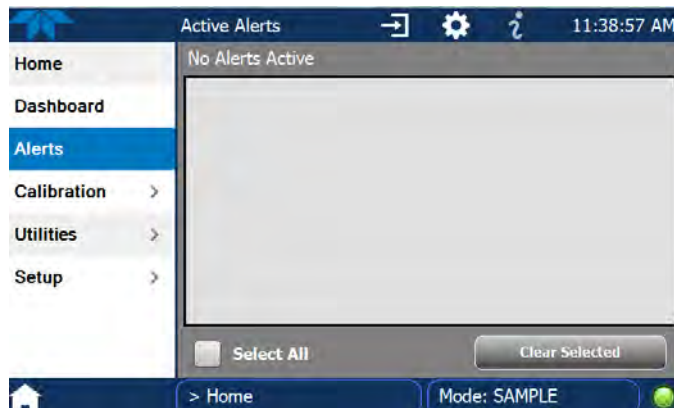 Active Alerts
11:38:57 AM
Home
No Alerts Active
Dashboard
Alerts
Calibration >
Utilities >
Setup >
Select All
Clear Selected
> Home
Mode: SAMPLE